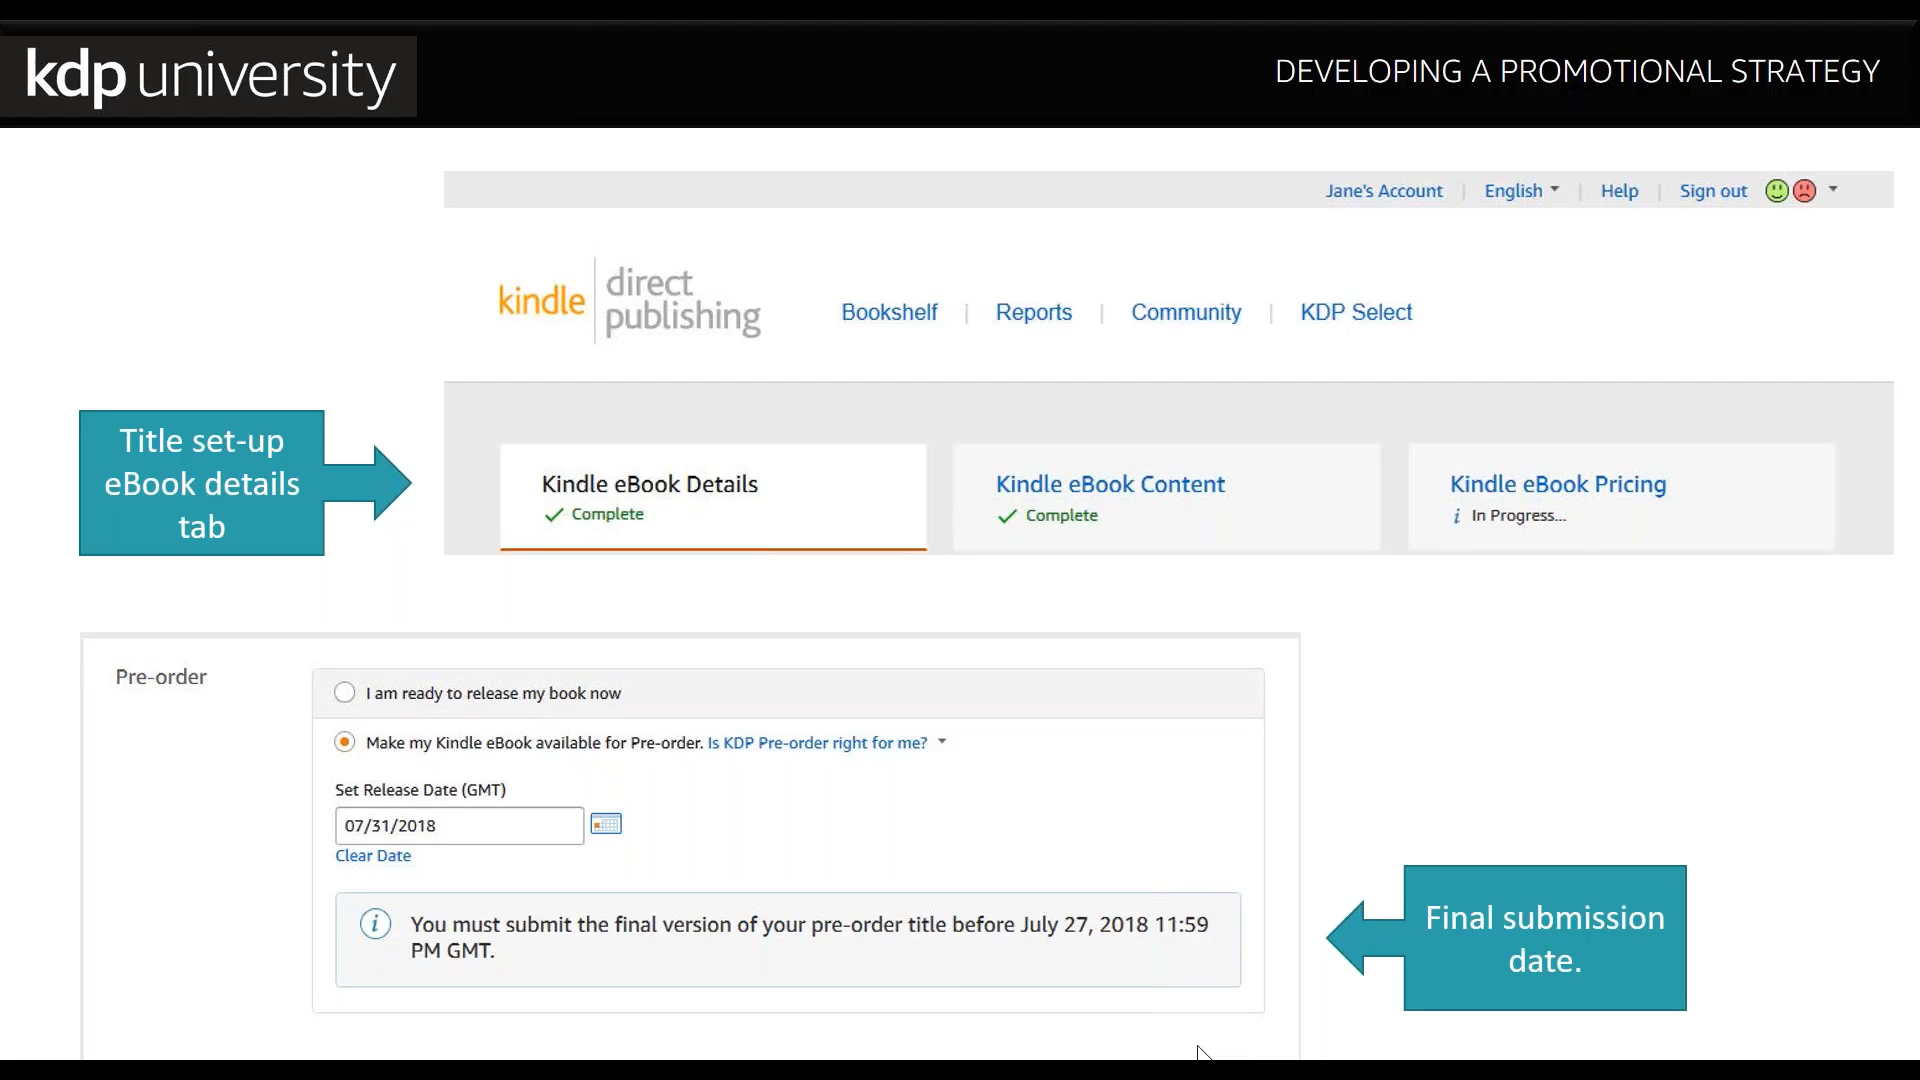 kdp university
DEVELOPING A PROMOTIONAL STRATEGY
Jane's Account | English | Help | Sign out
kindle direct publishing
Bookshelf | Reports | Community | KDP Select
Title set-up
eBook details
tab
Kindle eBook Details
Complete
Kindle eBook Content
Complete
Kindle eBook Pricing
i In Progress...
Pre-order
I am ready to release my book now
Make my Kindle eBook available for Pre-order. Is KDP Pre-order right for me?
Set Release Date (GMT)
07/31/2018
Clear Date
i You must submit the final version of your pre-order title before July 27, 2018 11:59
PM GMT.
Final submission
date.